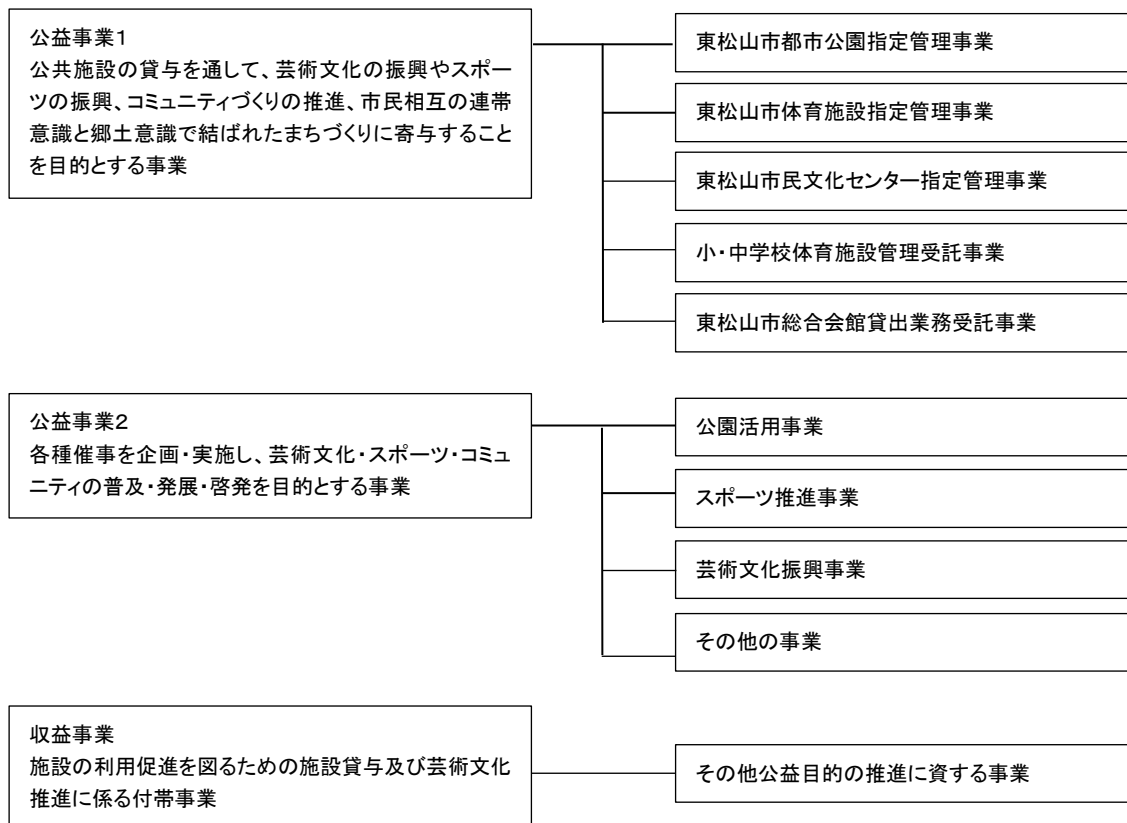 公益事業1
公共施設の貸与を通して、芸術文化の振興やスポー
ツの振興、コミュニティづくりの推進、市民相互の連帯
意識と郷土意識で結ばれたまちづくりに寄与すること
を目的とする事業
東松山市都市公園指定管理事業
東松山市体育施設指定管理事業
東松山市民文化センター指定管理事業
小・中学校体育施設管理受託事業
東松山市総合会館貸出業務受託事業
公益事業2
各種催事を企画・実施し、芸術文化・スポーツ・コミュ
ニティの普及・発展・啓発を目的とする事業
公園活用事業
スポーツ推進事業
芸術文化振興事業
その他の事業
収益事業
施設の利用促進を図るための施設貸与及び芸術文化
推進に係る付帯事業
その他公益目的の推進に資する事業